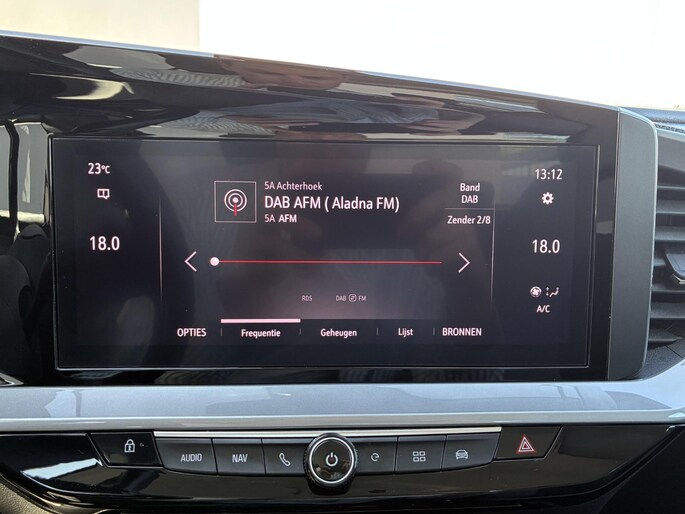 23°C
18.0
5A Achterhoek
DAB AFM ( Aladna FM)
5A AFM
Band
DAB
Zender 2/8
13:12
18.0
A/C
RDS
DAB FM
OPTIES
Frequentie
Geheugen
Lijst
BRONNEN
AUDIO
NAV